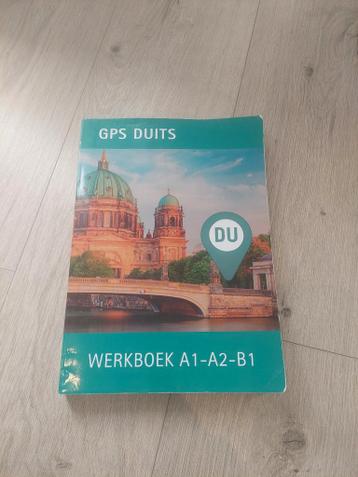 GPS DUITS
DU
WERKBOEK A1-A2-B1